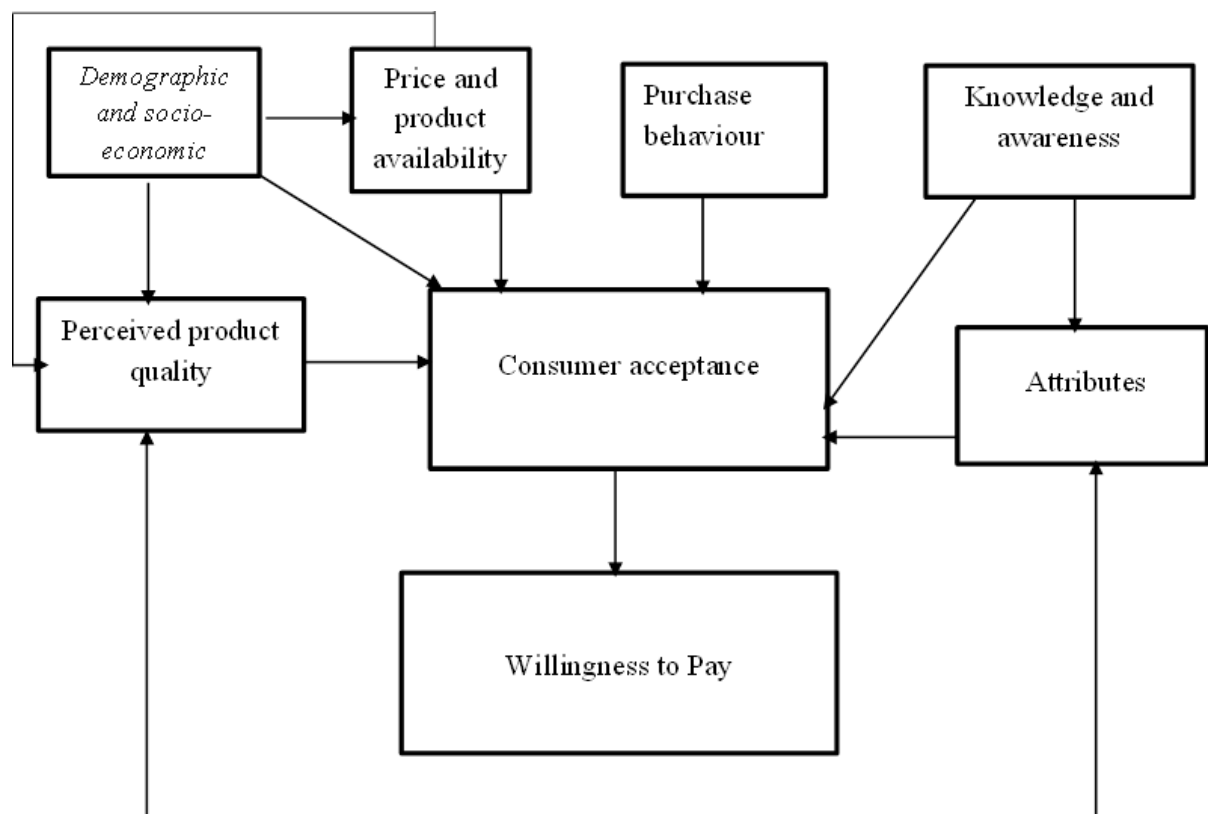 Demographic
and socio-
economic
Price and
product
availability
Purchase
behaviour
Knowledge and
awareness
Perceived product
quality
Consumer acceptance
Attributes
Willingness to Pay